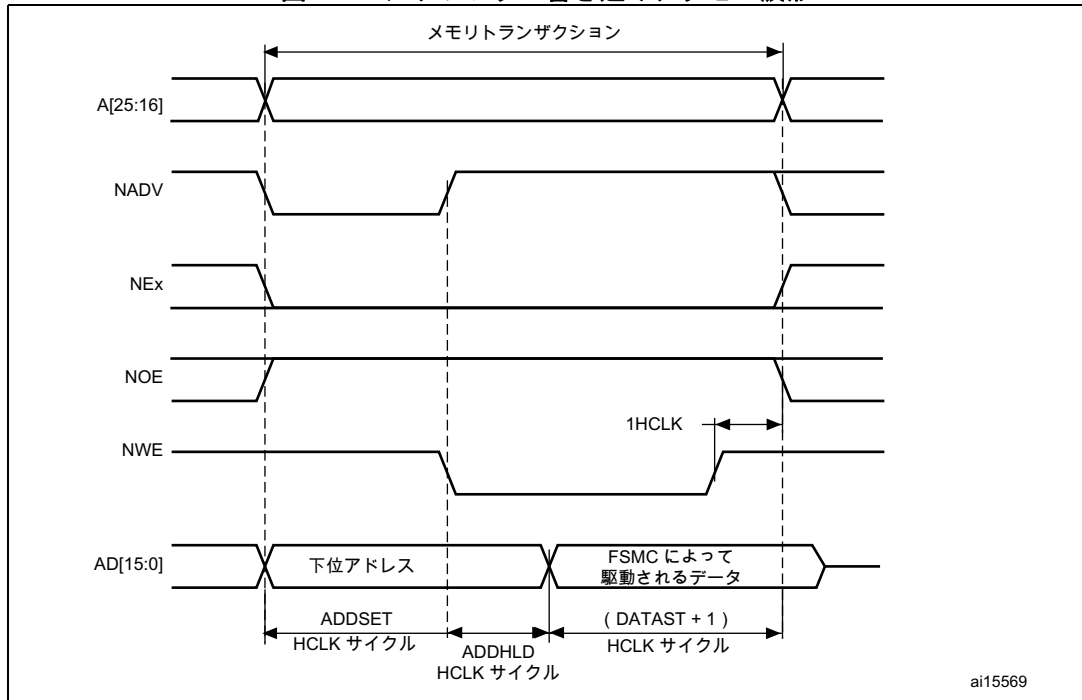 メモリトランザクション
A[25:16]
NADV
NEx
NOE
1HCLK
NWE
AD[15:0]
下位アドレス
FSMC によって
駆動されるデータ
ADDSET
HCLK サイクル
ADDHLD
HCLK サイクル
( DATAST + 1 )
HCLK サイクル
ai15569